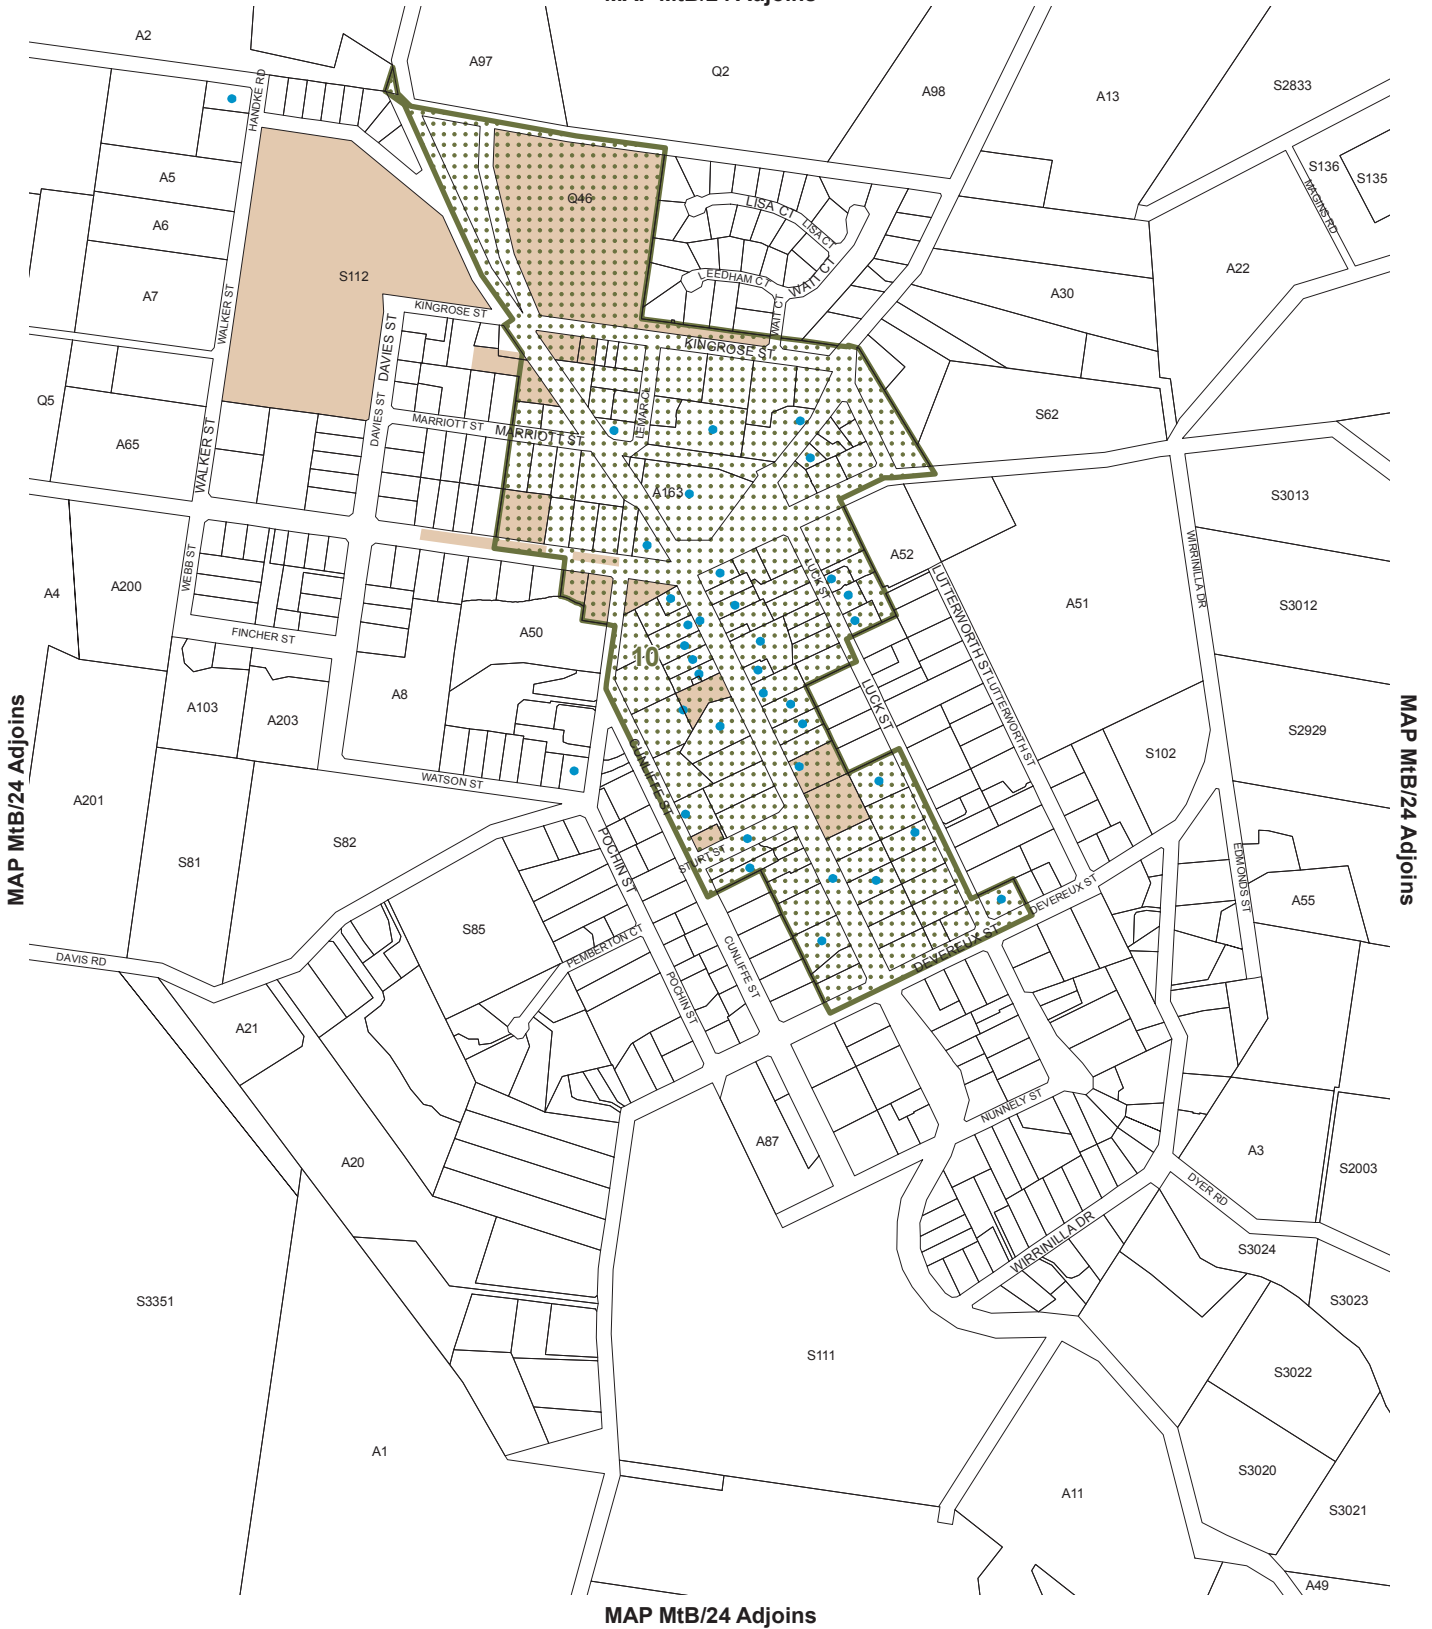 A2
A97
Q2
A98
A13
S2833
HANDKE RD
S136
S135
MAGINS RD
A5
A6
A7
S112
Q46
LISA CT
LISA CT
LEEDHAM CT
WAIT CT
WAIT CT
A22
A30
WALKER ST
KINGROSE ST
DAVIES ST
KINGROSE ST
Q5
A65
WALKER ST
DAVIES ST
MARRIOTT ST
MARRIOTT ST
LEMAR CL
S62
A163
S3013
A4
A200
WEBB ST
FINCHER ST
A50
10
LUCK ST
A52
LUTTERWORTH ST
A51
WIRRINILLA DR
S3012
A103
A203
A8
LUCK ST
LUTTERWORTH ST
S102
S2929
MAP MtB/24 Adjoins
MAP MtB/24 Adjoins
A201
WATSON ST
CUNLIFFE ST
S81
S82
POCHIN ST
STURT ST
DEVEREUX ST
EDMONDS ST
A55
S85
DAVIS RD
PEMBERTON CT
CUNLIFFE ST
DEVEREUX ST
POCHIN ST
A21
NUNNELY ST
A87
A20
A3
S2003
DYER RD
WIRRINILLA DR
S3024
S3351
S3023
S111
S3022
A1
S3020
A11
S3021
A49
MAP MtB/24 Adjoins